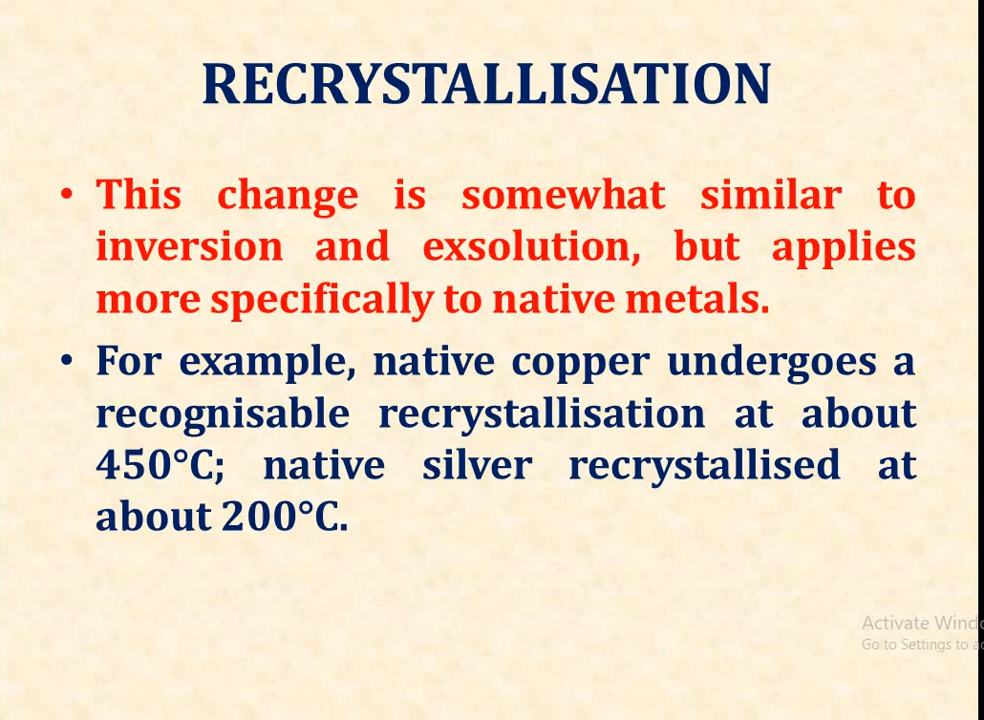 RECRYSTALLISATION
• This change is somewhat similar to
inversion and exsolution, but applies
more specifically to native metals.
• For example, native copper undergoes a
recognisable recrystallisation at about
450°C; native silver recrystallised at
about 200°C.
Activate Windo
Go to Settings to a